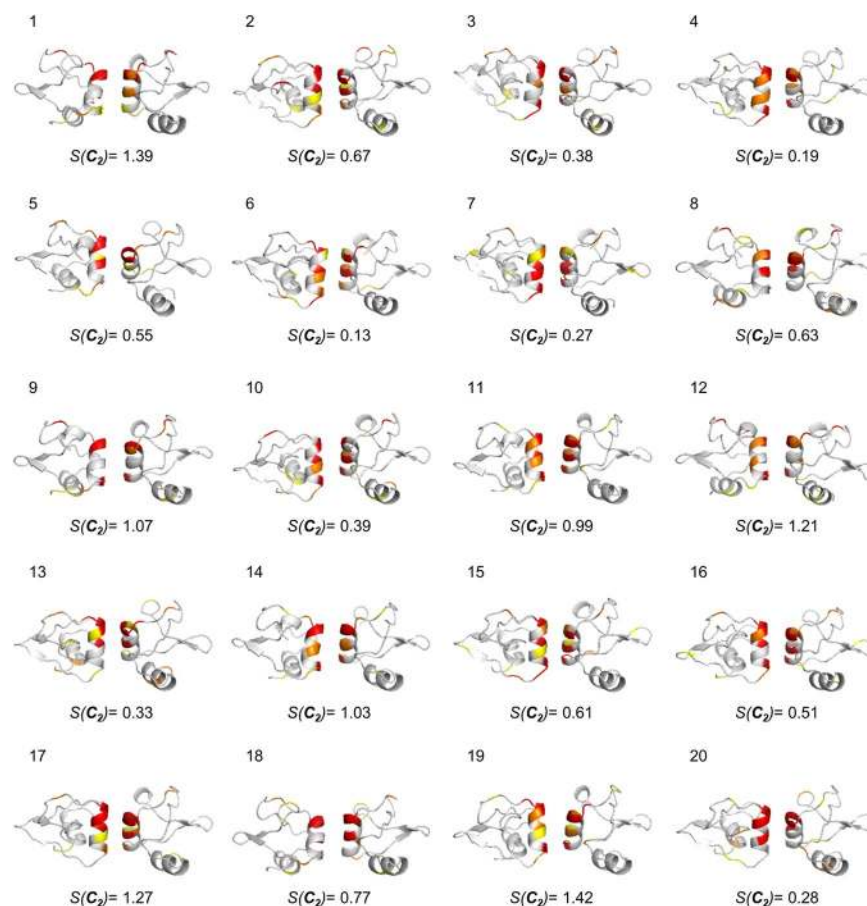 1 2 3 4
S(C₂)= 1.39 S(C₂)= 0.67 S(C₂)= 0.38 S(C₂)= 0.19
5 6 7 8
S(C₂)= 0.55 S(C₂)= 0.13 S(C₂)= 0.27 S(C₂)= 0.63
9 10 11 12
S(C₂)= 1.07 S(C₂)= 0.39 S(C₂)= 0.99 S(C₂)= 1.21
13 14 15 16
S(C₂)= 0.33 S(C₂)= 1.03 S(C₂)= 0.61 S(C₂)= 0.51
17 18 19 20
S(C₂)= 1.27 S(C₂)= 0.77 S(C₂)= 1.42 S(C₂)= 0.28